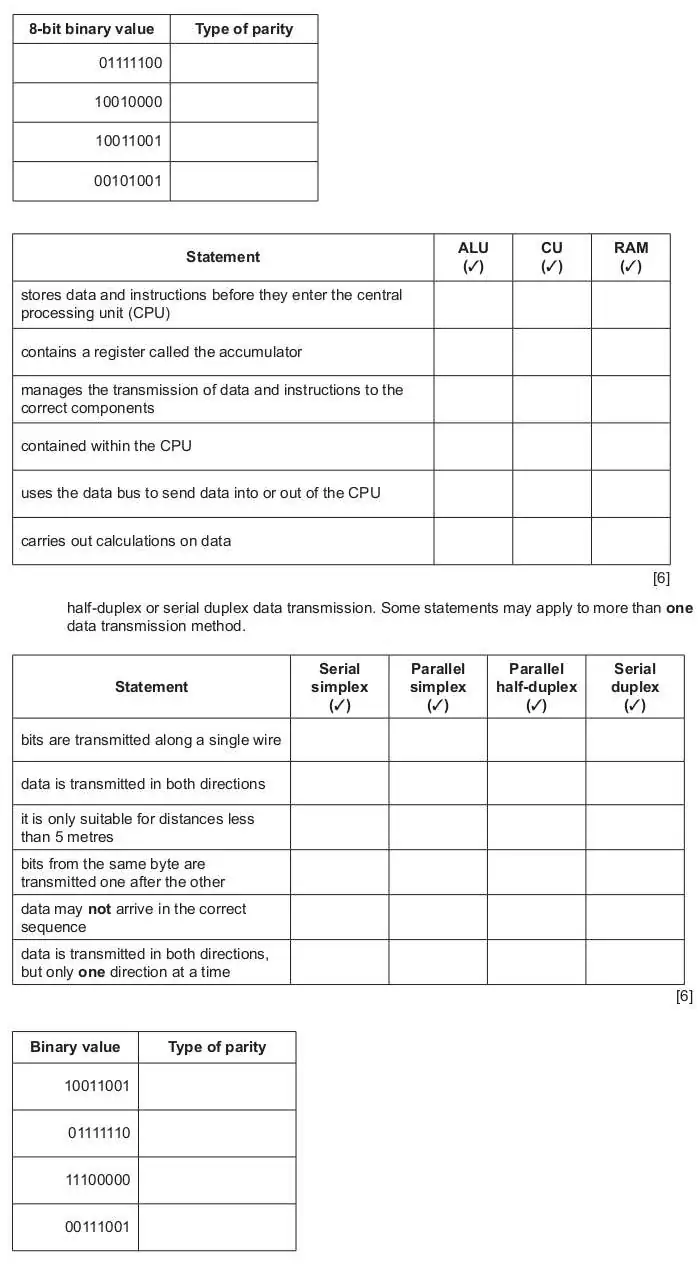 8-bit binary value Type of parity
01111100
10010000
10011001
00101001
Statement ALU (✓) CU (✓) RAM (✓)
stores data and instructions before they enter the central
processing unit (CPU)
contains a register called the accumulator
manages the transmission of data and instructions to the
correct components
contained within the CPU
uses the data bus to send data into or out of the CPU
carries out calculations on data
[6]
half-duplex or serial duplex data transmission. Some statements may apply to more than one
data transmission method.
Statement Serial simplex (✓) Parallel simplex (✓) Parallel half-duplex (✓) Serial duplex (✓)
bits are transmitted along a single wire
data is transmitted in both directions
it is only suitable for distances less
than 5 metres
bits from the same byte are
transmitted one after the other
data may not arrive in the correct
sequence
data is transmitted in both directions,
but only one direction at a time
[6]
Binary value Type of parity
10011001
01111110
11100000
00111001